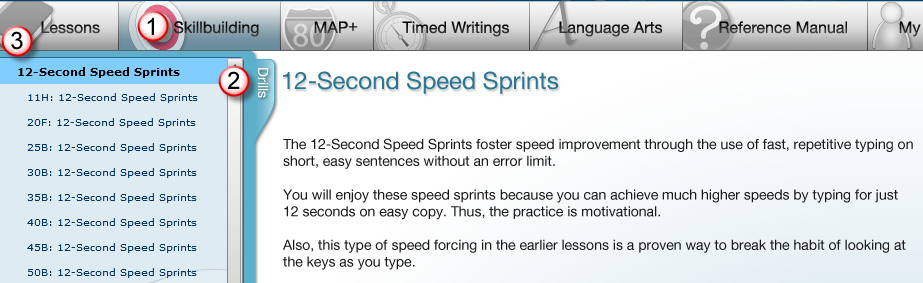 Lessons 1 Skillbuilding MAP+ Timed Writings Language Arts Reference Manual My
3
80
12-Second Speed Sprints
2
Drills
11H: 12-Second Speed Sprints
20F: 12-Second Speed Sprints
25B: 12-Second Speed Sprints
30B: 12-Second Speed Sprints
35B: 12-Second Speed Sprints
40B: 12-Second Speed Sprints
45B: 12-Second Speed Sprints
50B: 12-Second Speed Sprints
12-Second Speed Sprints
The 12-Second Speed Sprints foster speed improvement through the use of fast, repetitive typing on
short, easy sentences without an error limit.
You will enjoy these speed sprints because you can achieve much higher speeds by typing for just
12 seconds on easy copy. Thus, the practice is motivational.
Also, this type of speed forcing in the earlier lessons is a proven way to break the habit of looking at
the keys as you type.